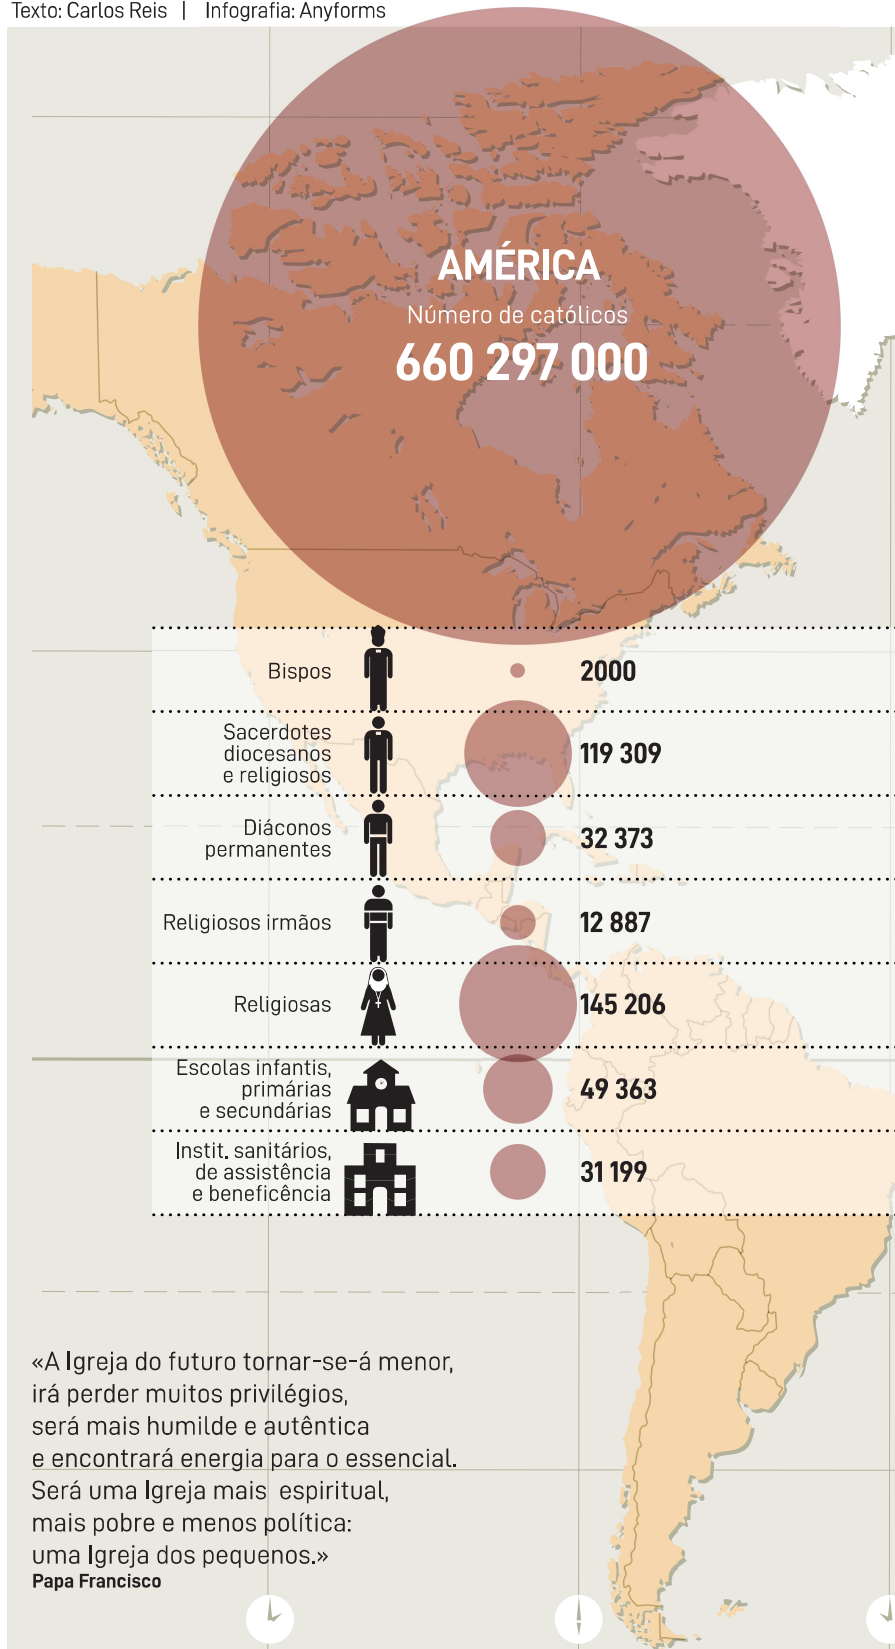 Texto: Carlos Reis | Infografia: Anyforms
AMÉRICA
Número de católicos
660 297 000
Bispos
2000
Sacerdotes
diocesanos
e religiosos
119 309
Diáconos
permanentes
32 373
Religiosos irmãos
12 887
Religiosas
145 206
Escolas infantis,
primárias
e secundárias
49 363
Instit. sanitários,
de assistência
e beneficência
31 199
«A Igreja do futuro tornar-se-á menor,
irá perder muitos privilégios,
será mais humilde e autêntica
e encontrará energia para o essencial.
Será uma Igreja mais espiritual,
mais pobre e menos política:
uma Igreja dos pequenos.»
Papa Francisco